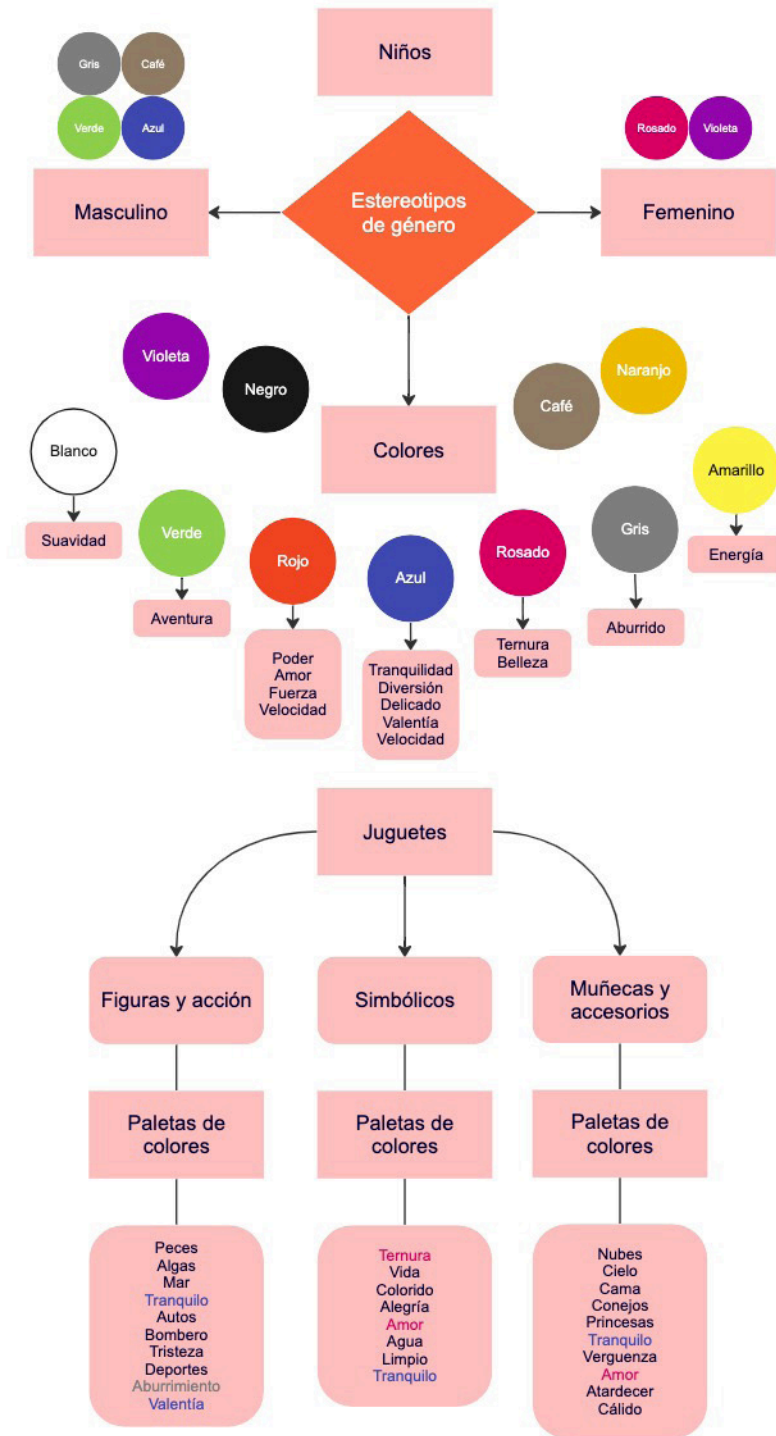 Niños
Gris
Café
Verde
Azul
Rosado
Violeta
Masculino
Estereotipos
de género
Femenino
Violeta
Negro
Café
Naranjo
Colores
Blanco
Amarillo
Suavidad
Verde
Rojo
Azul
Rosado
Gris
Energía
Aventura
Poder
Amor
Fuerza
Velocidad
Tranquilidad
Diversión
Delicado
Valentía
Velocidad
Ternura
Belleza
Aburrido
Juguetes
Figuras y acción
Simbólicos
Muñecas y
accesorios
Paletas de
colores
Paletas de
colores
Paletas de
colores
Peces
Algas
Mar
Tranquilo
Autos
Bombero
Tristeza
Deportes
Aburrimiento
Valentía
Ternura
Vida
Colorido
Alegría
Amor
Agua
Limpio
Tranquilo
Nubes
Cielo
Cama
Conejos
Princesas
Tranquilo
Verguenza
Amor
Atardecer
Cálido